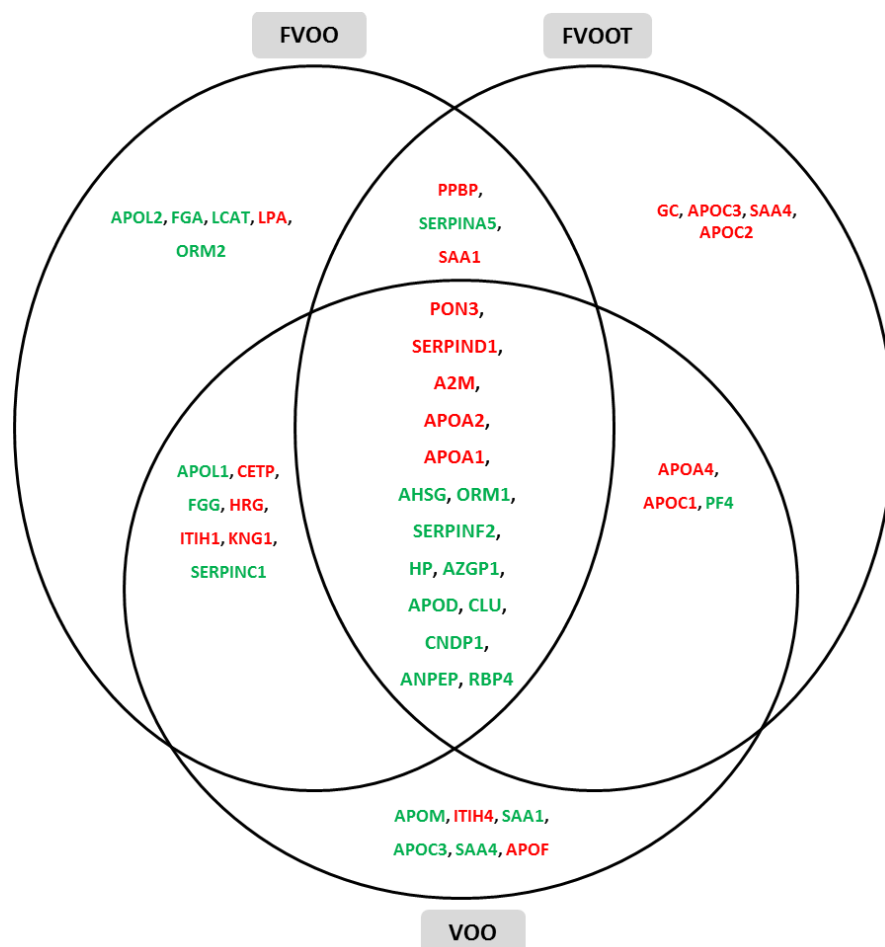 FVOO
FVOOT
APOL2, FGA, LCAT, LPA,
ORM2
PPBP,
SERPINA5,
SAA1
GC, APOC3, SAA4,
APOC2
PON3,
SERPIND1,
A2M,
APOA2,
APOA1,
AHSG, ORM1,
SERPINF2,
HP, AZGP1,
APOD, CLU,
CNDP1,
ANPEP, RBP4
APOL1, CETP,
FGG, HRG,
ITIH1, KNG1,
SERPINC1
APOA4,
APOC1, PF4
APOM, ITIH4, SAA1,
APOC3, SAA4, APOF
VOO